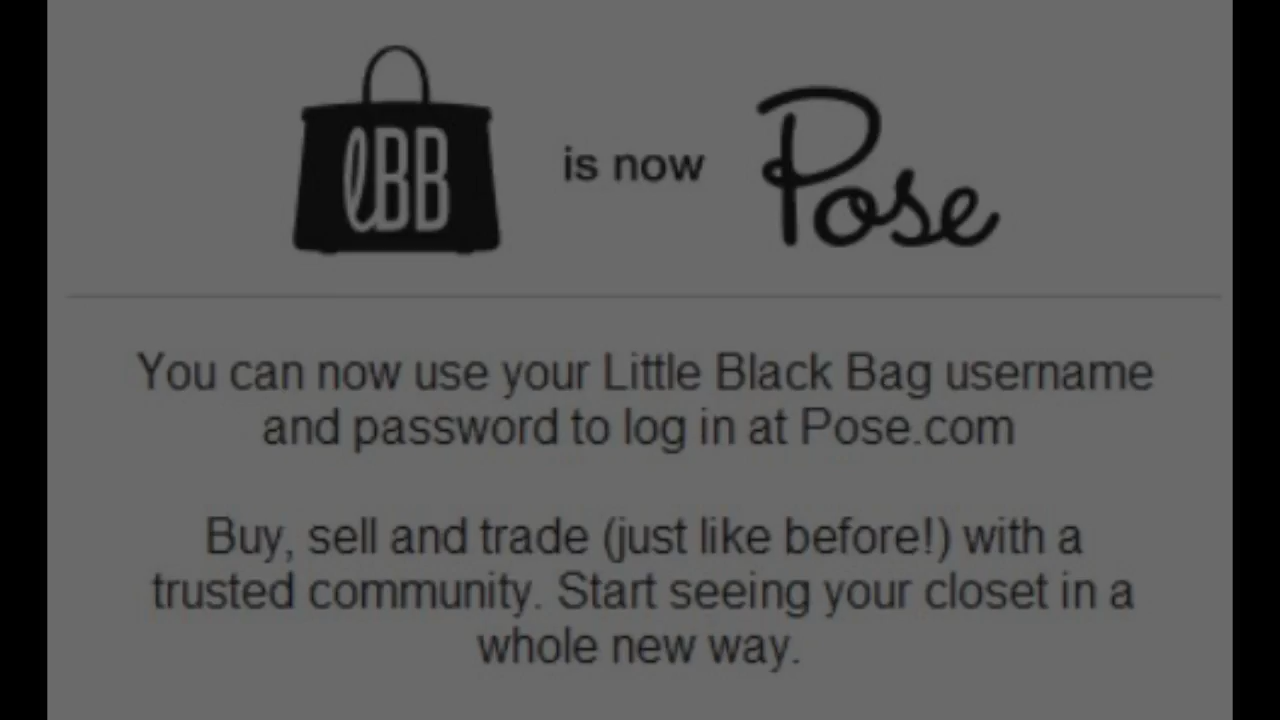 lBB is now Pose
You can now use your Little Black Bag username
and password to log in at Pose.com
Buy, sell and trade (just like before!) with a
trusted community. Start seeing your closet in a
whole new way.